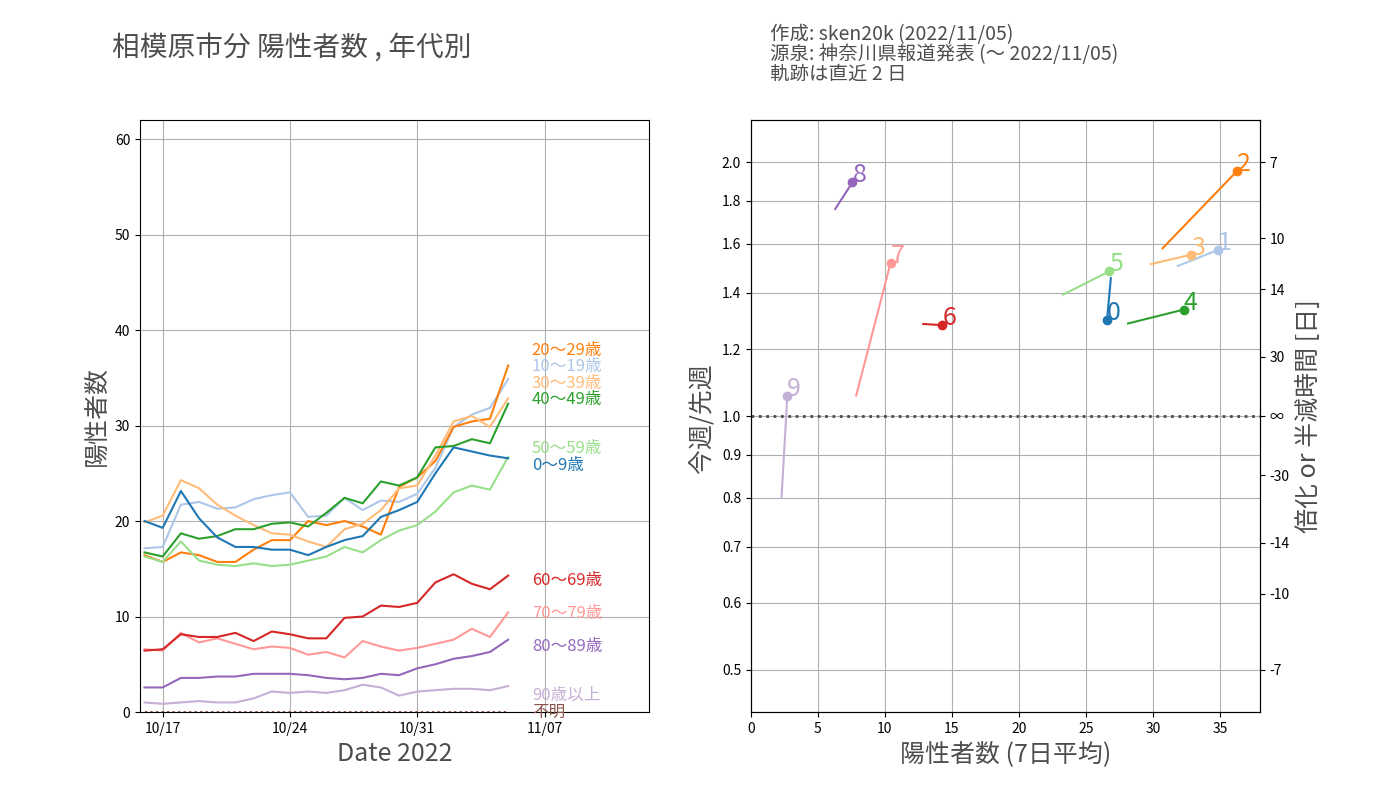 相模原市分 陽性者数 , 年代別
作成: sken20k (2022/11/05)
源泉: 神奈川県報道発表 (〜 2022/11/05)
軌跡は直近 2 日
陽性者数
60
50
40
30
20
10
0
20〜29歳
10〜19歳
30〜39歳
40〜49歳
50〜59歳
0〜9歳
60〜69歳
70〜79歳
80〜89歳
90歳以上
不明
10/17
10/24
10/31
11/07
Date 2022
今週/先週
2.0
1.8
1.6
1.4
1.2
1.0
0.9
0.8
0.7
0.6
0.5
2
8
1
3
7
5
4
0
6
9
7
10
14
30
∞
-30
-14
-10
-7
倍化 or 半減時間 [日]
0
5
10
15
20
25
30
35
陽性者数 (7日平均)